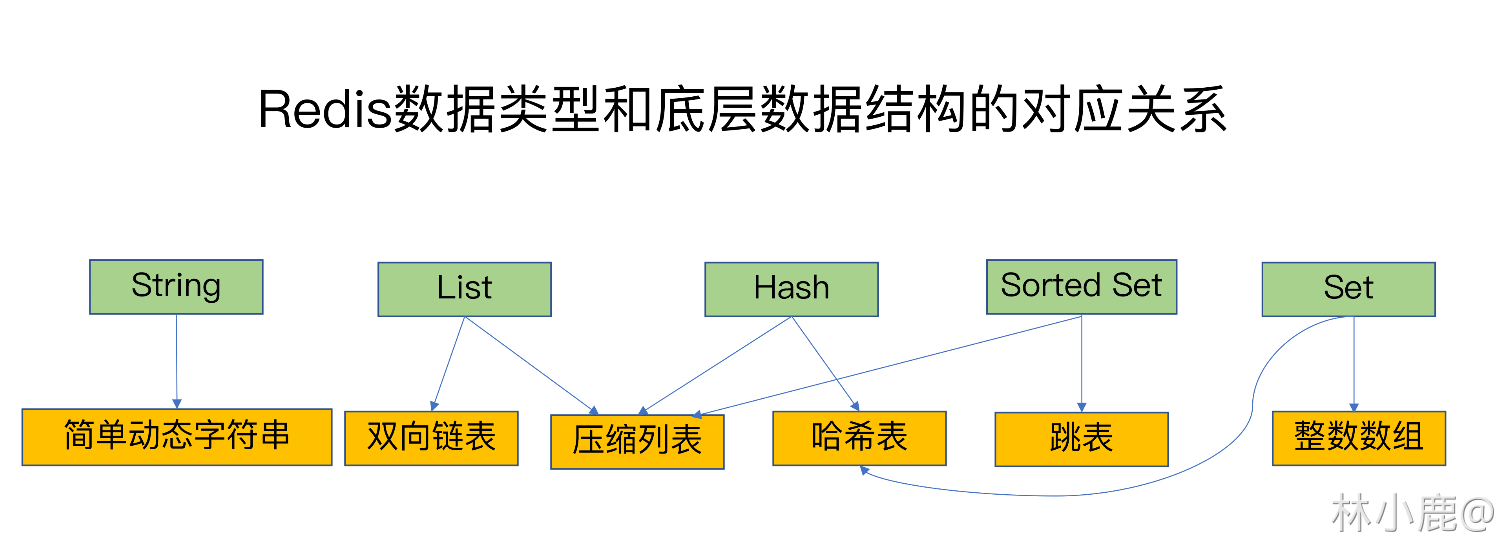 Redis数据类型和底层数据结构的对应关系
String
List
Hash
Sorted Set
Set
简单动态字符串
双向链表
压缩列表
哈希表
跳表
整数数组
林小鹿@